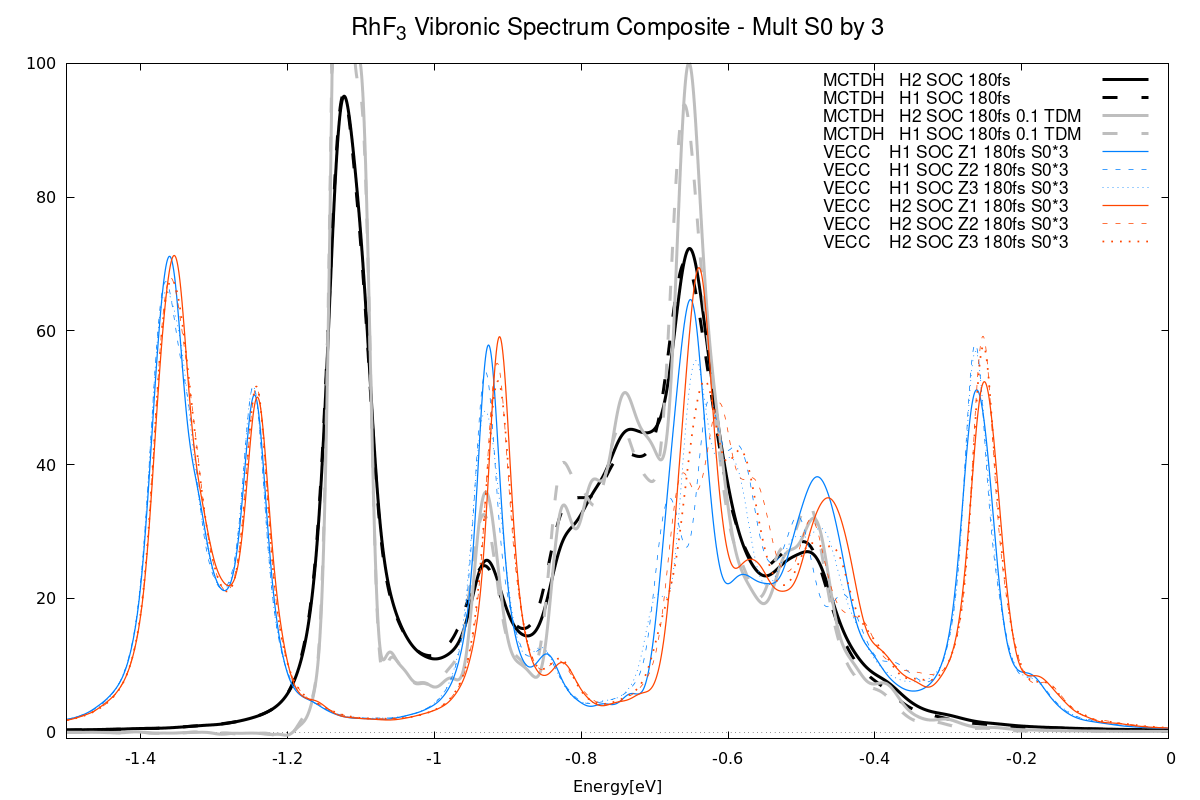 RhF3 Vibronic Spectrum Composite - Mult S0 by 3
MCTDH H2 SOC 180fs
MCTDH H1 SOC 180fs
MCTDH H2 SOC 180fs 0.1 TDM
MCTDH H1 SOC 180fs 0.1 TDM
VECC H1 SOC Z1 180fs S0*3
VECC H1 SOC Z2 180fs S0*3
VECC H1 SOC Z3 180fs S0*3
VECC H2 SOC Z1 180fs S0*3
VECC H2 SOC Z2 180fs S0*3
VECC H2 SOC Z3 180fs S0*3
100
80
60
40
20
0
-1.4 -1.2 -1 -0.8 -0.6 -0.4 -0.2 0
Energy[eV]